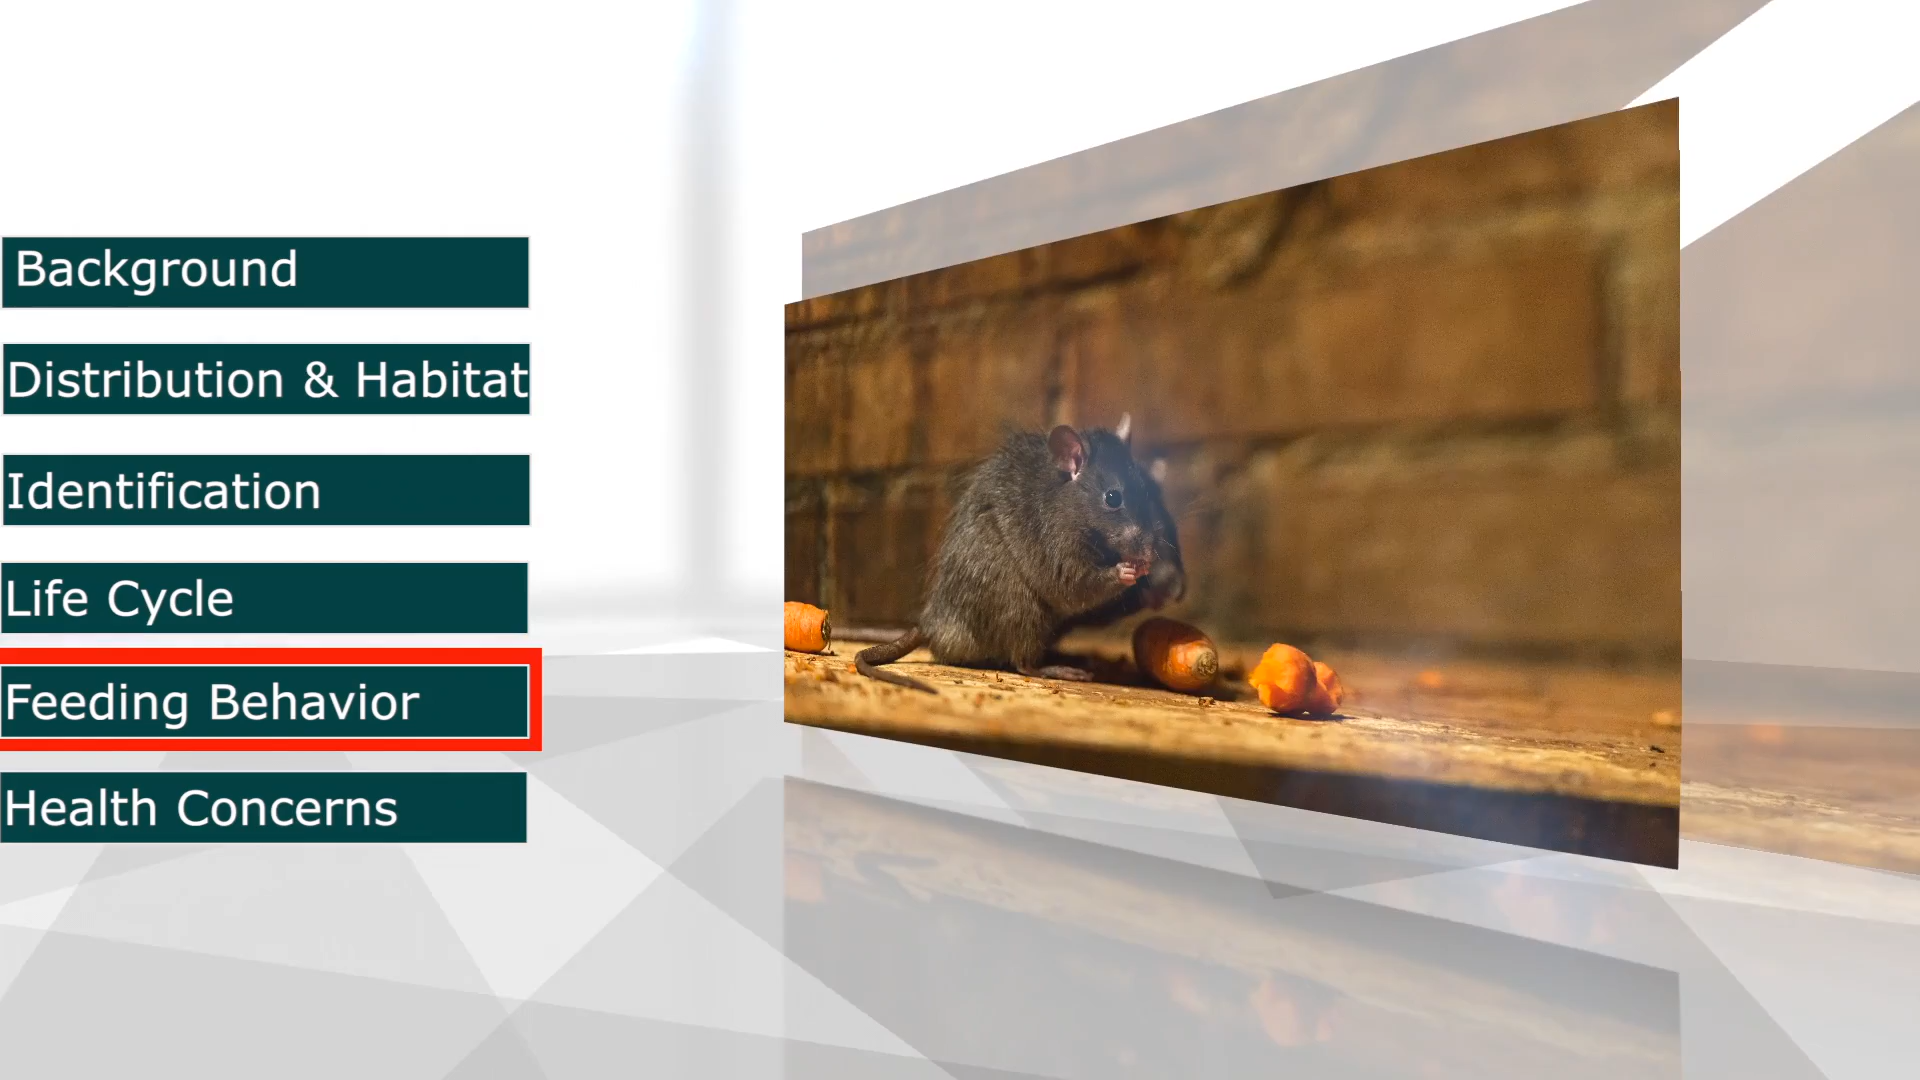 Background
Distribution & Habitat
Identification
Life Cycle
Feeding Behavior
Health Concerns